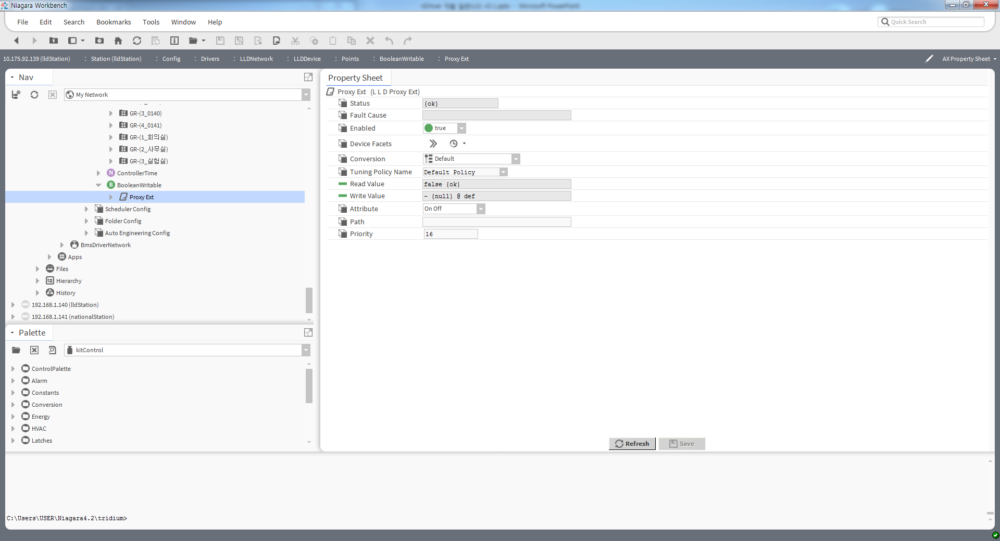 Niagara Workbench
Microsoft PowerPoint
File Edit Search Bookmarks Tools Window Help
Quick Search
10.175.92.139 (lldStation) : Station (lldStation) : Config : Drivers : LLDNetwork : LLDDevice : Points : BooleanWritable : Proxy Ext
AX Property Sheet
Nav
My Network
GR-(3_0140)
GR-(4_0141)
GR-(1_회의실)
GR-(2_사무실)
GR-(3_실험실)
N ControllerTime
B BooleanWritable
Proxy Ext
Scheduler Config
Folder Config
Auto Engineering Config
BmsDriverNetwork
Apps
Files
Hierarchy
History
192.168.1.140 (lldStation)
192.168.1.141 (nationalStation)
Palette
kitControl
ControlPalette
Alarm
Constants
Conversion
Energy
HVAC
Latches
Property Sheet
Proxy Ext (L L D Proxy Ext)
Status {ok}
Fault Cause
Enabled true
Device Facets
Conversion Default
Tuning Policy Name Default Policy
Read Value false {ok}
Write Value - {null} @ def
Attribute On Off
Path
Priority 16
Refresh Save
C:\Users\USER\Niagara4.2\tridium>